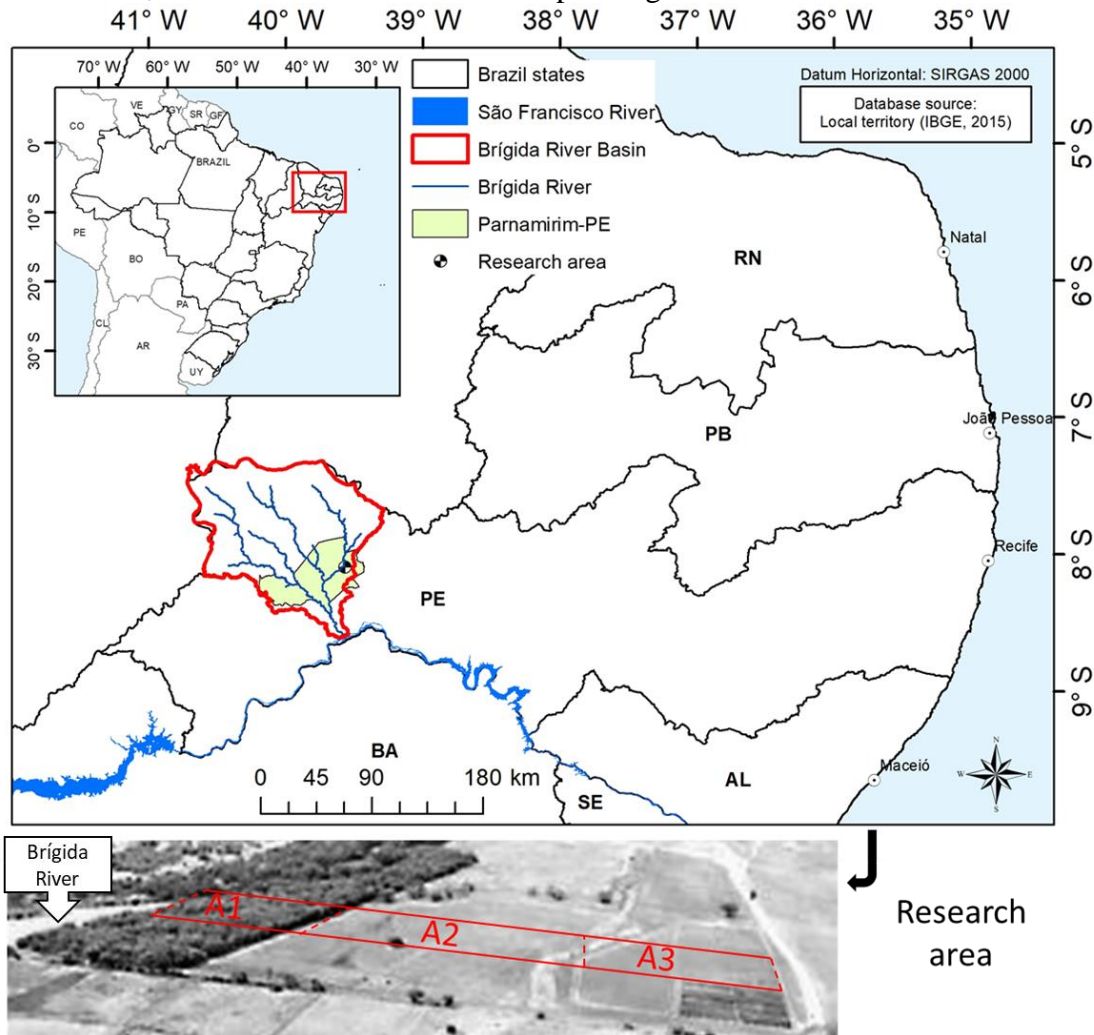 41° W 40° W 39° W 38° W 37° W 36° W 35° W
70° W 60° W 50° W 40° W 30° W
0°
10° S
20° S
30° S
VE
GY
SR
GF
CO
BRAZIL
PE
BO
PA
CL
AR
UY
Brazil states
São Francisco River
Brígida River Basin
Brígida River
Parnamirim-PE
Research area
Datum Horizontal: SIRGAS 2000
Database source:
Local territory (IBGE, 2015)
5°S
6°S
7°S
8°S
9°S
Natal
RN
João Pessoa
PB
Recife
PE
BA
AL
SE
Maceió
0 45 90 180 km
N
W E
S
Brígida
River
A1
A2
A3
Research
area